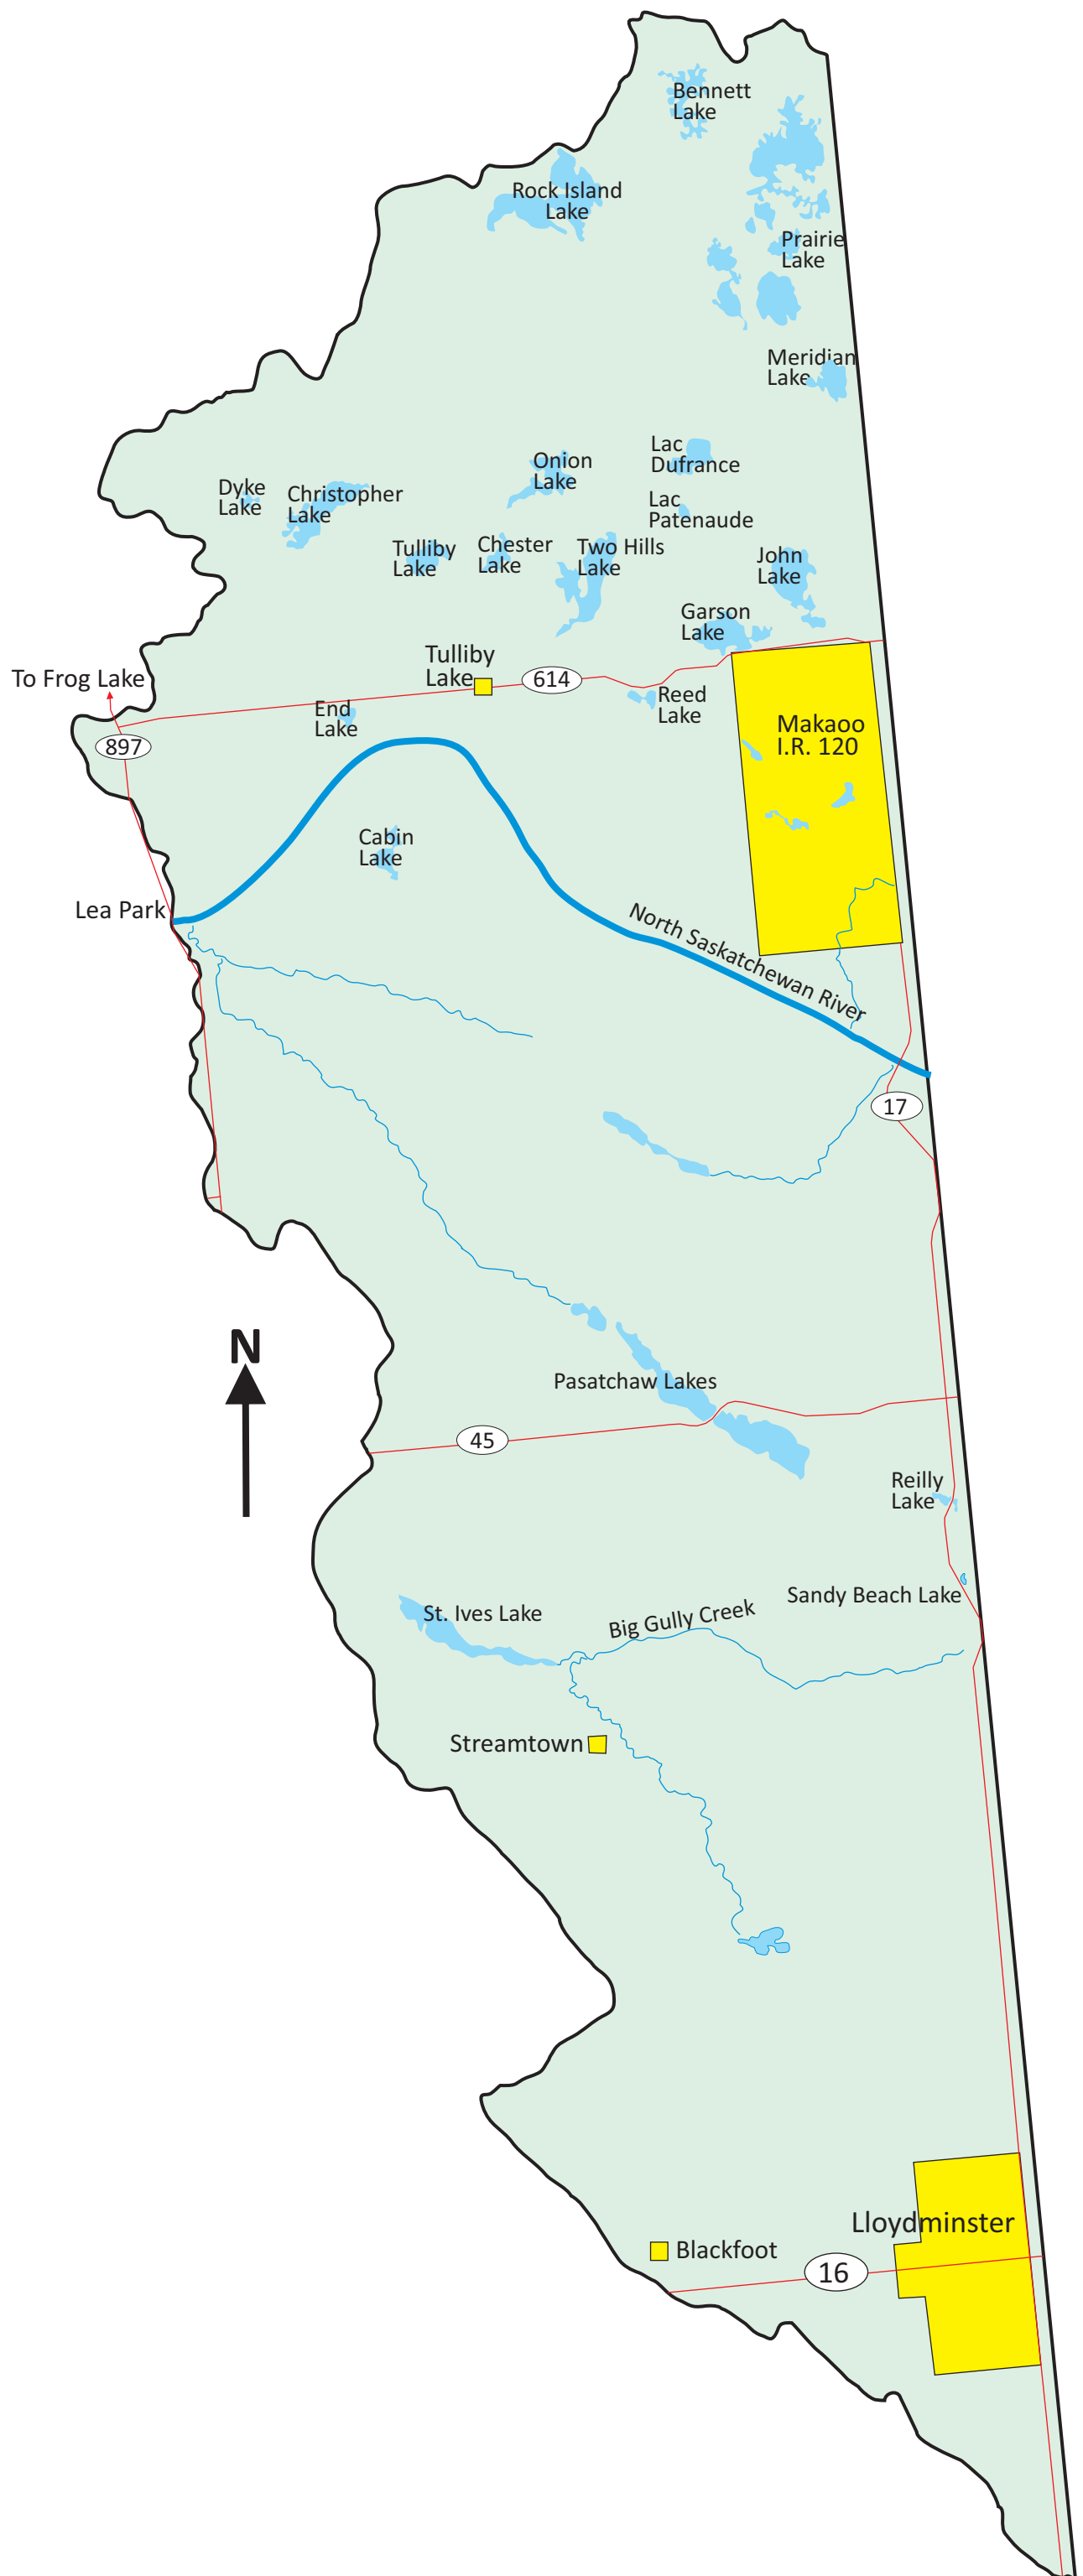 Bennett
Lake
Rock Island
Lake
Prairie
Lake
Meridian
Lake
Lac
Dufrance
Onion
Lake
Dyke
Lake
Christopher
Lake
Lac
Patenaude
Tulliby
Lake
Chester
Lake
Two Hills
Lake
John
Lake
Garson
Lake
To Frog Lake
Tulliby
Lake
614
Reed
Lake
End
Lake
Makaoo
I.R. 120
897
Cabin
Lake
Lea Park
North Saskatchewan River
17
N
Pasatchaw Lakes
45
Reilly
Lake
Sandy Beach Lake
St. Ives Lake
Big Gully Creek
Streamtown
Lloydminster
Blackfoot
16